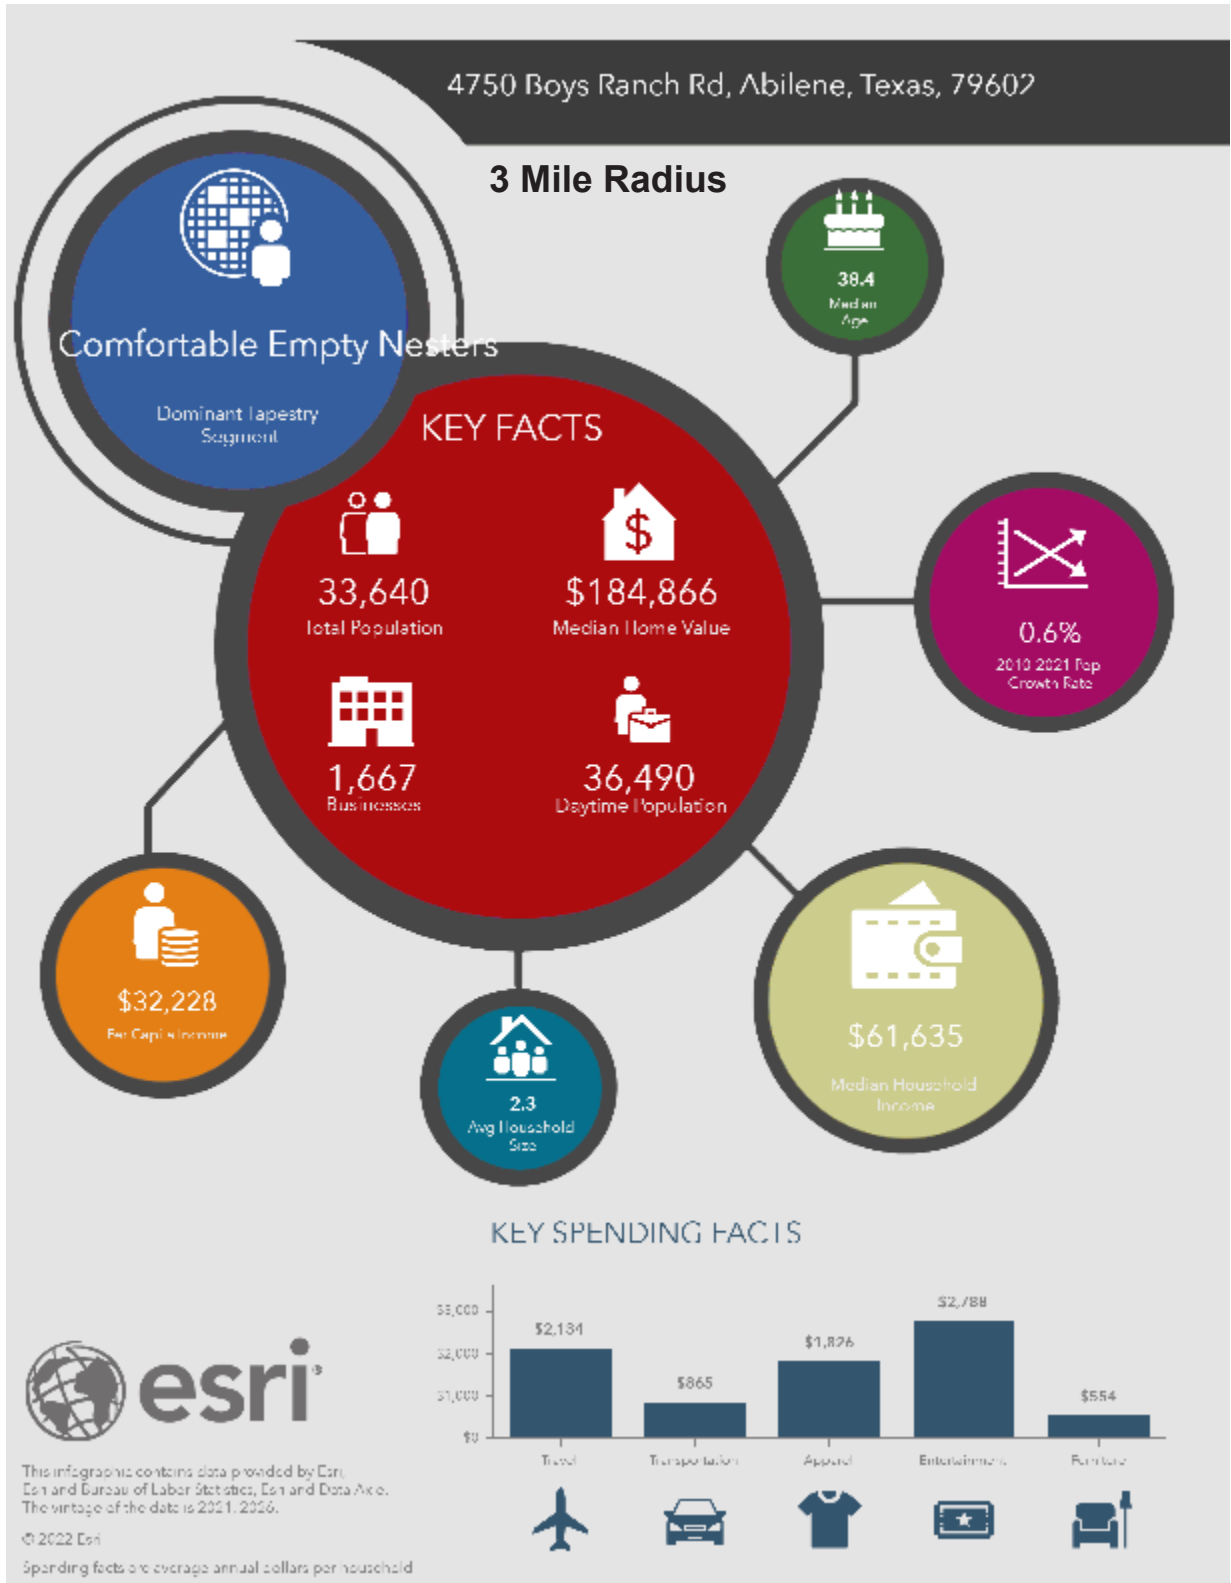 4750 Boys Ranch Rd, Abilene, Texas, 79602
3 Mile Radius
Comfortable Empty Nesters
Dominant Tapestry
Segment
38.4
Median
Age
KEY FACTS
33,640
Total Population
$184,866
Median Home Value
1,667
Businesses
36,490
Daytime Population
0.6%
2010-2021 Pop
Growth Rate
$32,228
Per Capita Income
2.3
Avg Household
Size
$61,635
Median Household
Income
KEY SPENDING FACTS
$3,000
$2,000
$1,000
$0
$2,134
$865
$1,826
$2,788
$554
Travel
Transportation
Apparel
Entertainment
Furniture
esri
This infographic contains data provided by Esri,
Esri and Bureau of Labor Statistics, Esri and Data Axle.
The vintage of the data is 2021, 2026.
© 2022 Esri
Spending facts are average annual dollars per household